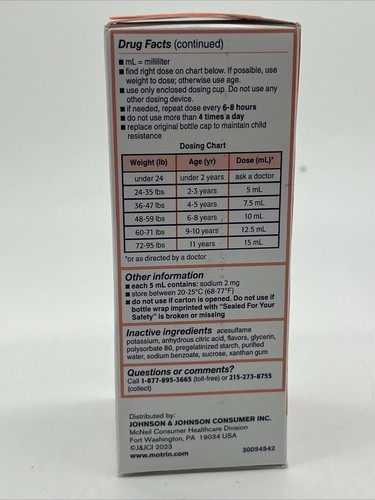 Drug Facts (continued)
■ mL = milliliter
■ find right dose on chart below. If possible, use
weight to dose; otherwise use age.
■ use only enclosed dosing cup. Do not use any
other dosing device.
■ if needed, repeat dose every 6-8 hours
■ do not use more than 4 times a day
■ replace original bottle cap to maintain child
resistance
Dosing Chart
Weight (lb) Age (yr) Dose (mL)*
under 24 under 2 years ask a doctor
24-35 lbs 2-3 years 5 mL
36-47 lbs 4-5 years 7.5 mL
48-59 lbs 6-8 years 10 mL
60-71 lbs 9-10 years 12.5 mL
72-95 lbs 11 years 15 mL
*or as directed by a doctor
Other information
■ each 5 mL contains: sodium 2 mg
■ store between 20-25°C (68-77°F)
■ do not use if carton is opened. Do not use if
bottle wrap imprinted with "Sealed For Your
Safety" is broken or missing
Inactive ingredients acesulfame
potassium, anhydrous citric acid, flavors, glycerin,
polysorbate 80, pregelatinized starch, purified
water, sodium benzoate, sucrose, xanthan gum
Questions or comments?
Call 1-877-895-3665 (toll-free) or 215-273-8755
(collect)
Distributed by:
JOHNSON & JOHNSON CONSUMER INC.
McNeil Consumer Healthcare Division
Fort Washington, PA 19034 USA
©J&JCI 2023
www.motrin.com 30054542